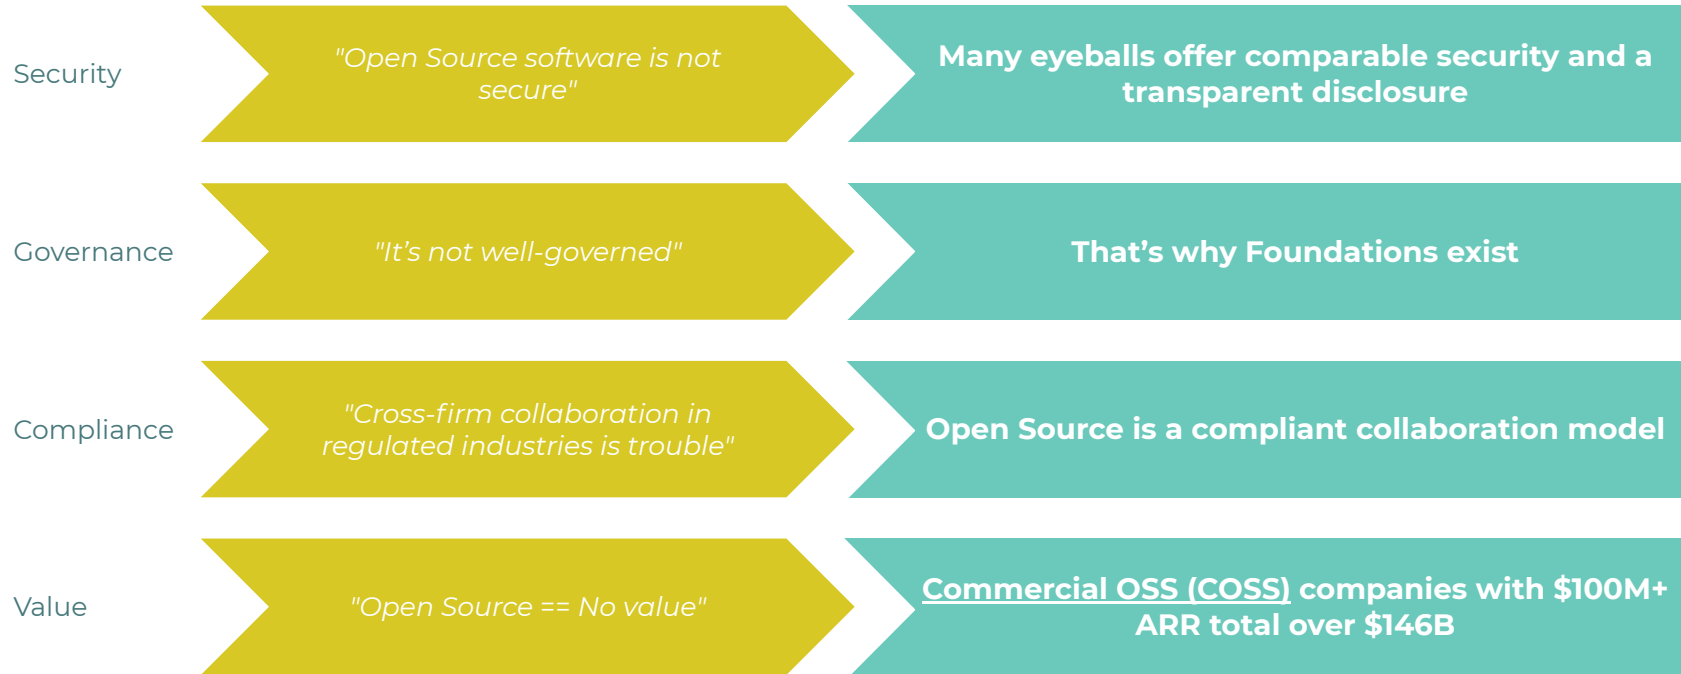 Security
"Open Source software is not
secure"
Many eyeballs offer comparable security and a
transparent disclosure
Governance
"It’s not well-governed"
That’s why Foundations exist
Compliance
"Cross-firm collaboration in
regulated industries is trouble"
Open Source is a compliant collaboration model
Value
"Open Source == No value"
Commercial OSS (COSS) companies with $100M+
ARR total over $146B